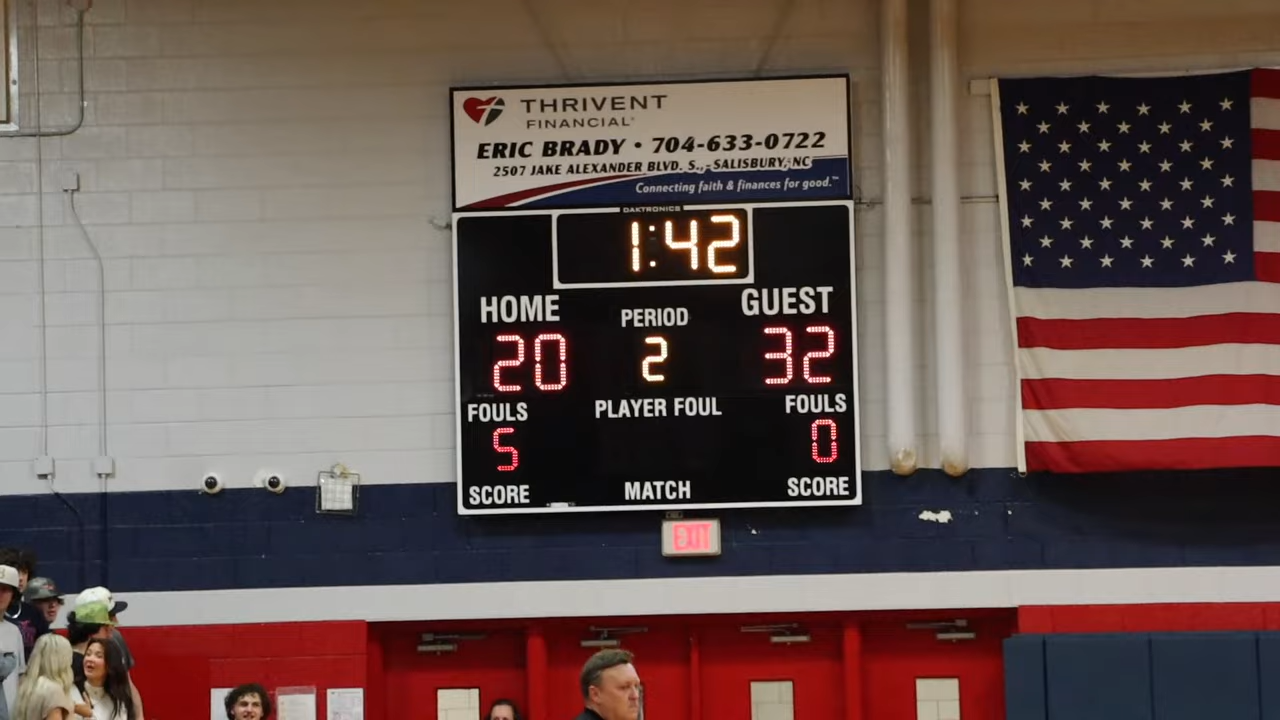 THRIVENT
FINANCIAL®
ERIC BRADY • 704-633-0722
2507 JAKE ALEXANDER BLVD. S., - SALISBURY, NC
Connecting faith & finances for good.™
DAKTRONICS
1:42
HOME PERIOD GUEST
20 2 32
FOULS PLAYER FOUL FOULS
5 0
SCORE MATCH SCORE
EXIT